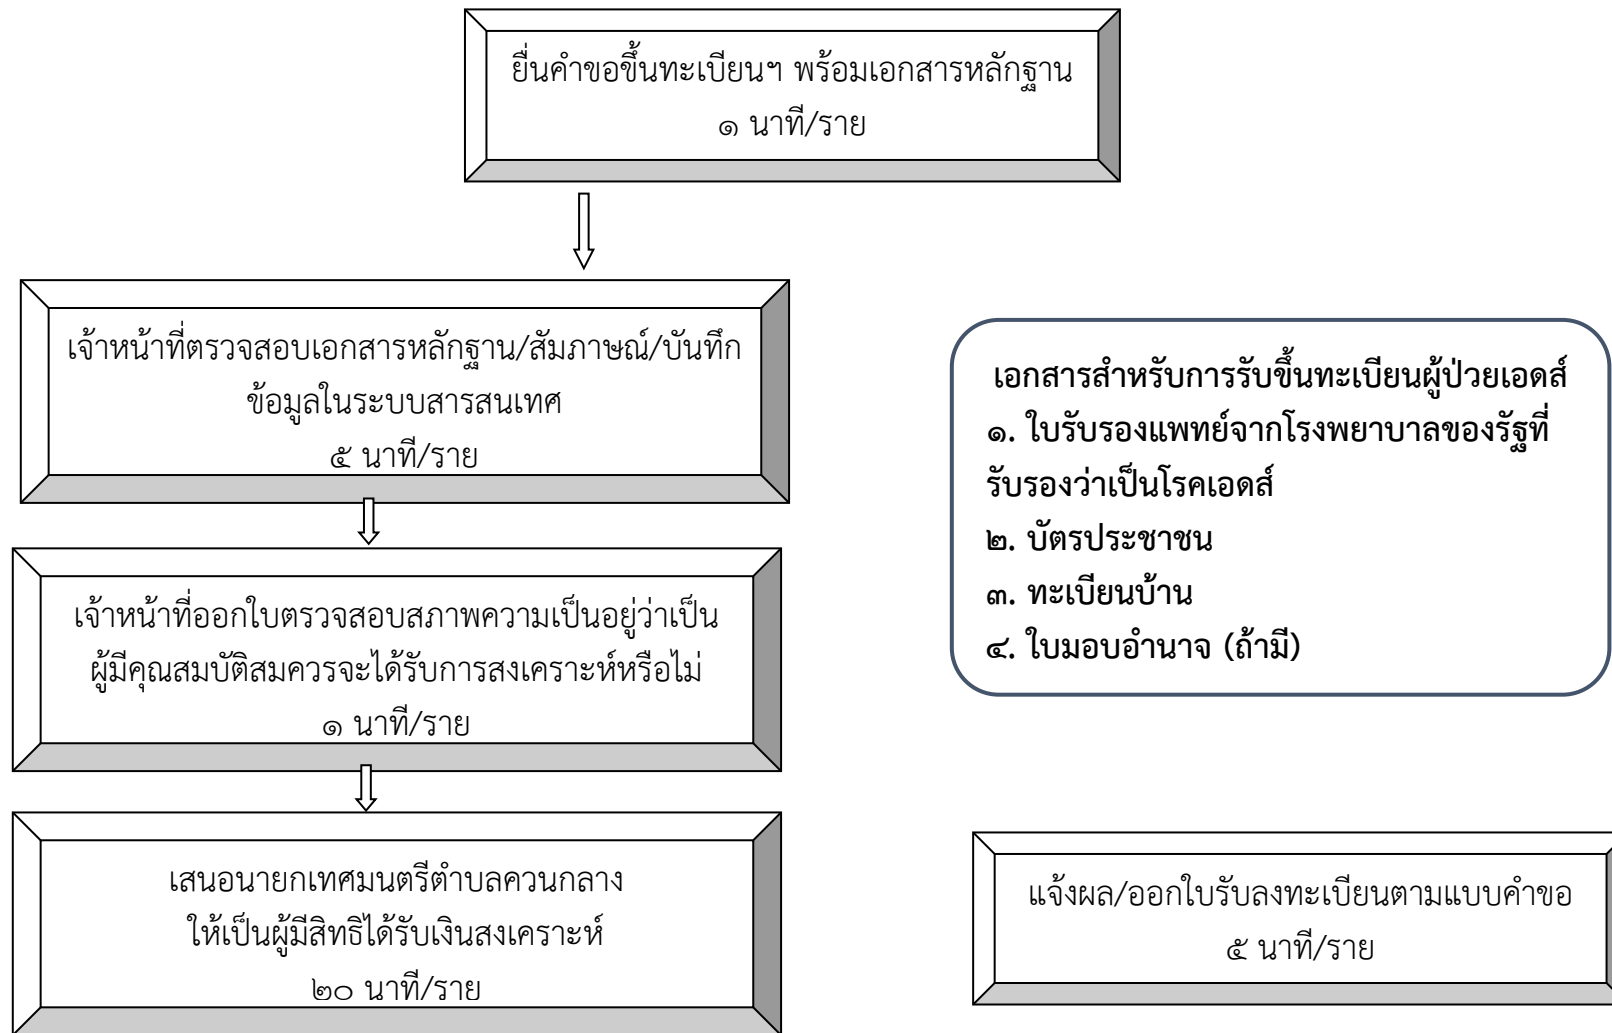 ยื่นคำขอขึ้นทะเบียนฯ พร้อมเอกสารหลักฐาน
๑ นาที/ราย
เจ้าหน้าที่ตรวจสอบเอกสารหลักฐาน/สัมภาษณ์/บันทึก
ข้อมูลในระบบสารสนเทศ
๕ นาที/ราย
เอกสารสำหรับการรับขึ้นทะเบียนผู้ป่วยเอดส์
๑. ใบรับรองแพทย์จากโรงพยาบาลของรัฐที่
รับรองว่าเป็นโรคเอดส์
๒. บัตรประชาชน
๓. ทะเบียนบ้าน
๔. ใบมอบอำนาจ (ถ้ามี)
เจ้าหน้าที่ออกใบตรวจสอบสภาพความเป็นอยู่ว่าเป็น
ผู้มีคุณสมบัติสมควรจะได้รับการสงเคราะห์หรือไม่
๑ นาที/ราย
เสนอนายกเทศมนตรีตำบลควนกลาง
ให้เป็นผู้มีสิทธิได้รับเงินสงเคราะห์
๒๐ นาที/ราย
แจ้งผล/ออกใบรับลงทะเบียนตามแบบคำขอ
๕ นาที/ราย